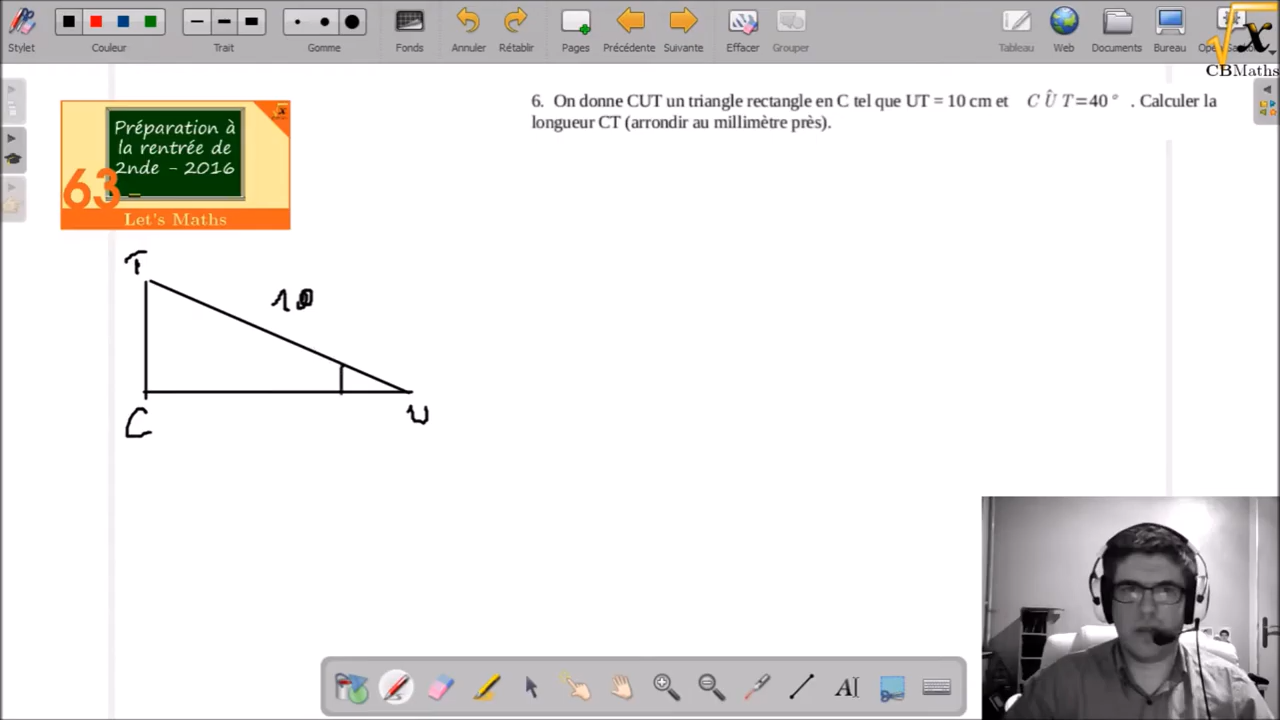 Stylet
Couleur
Trait
Gomme
Fonds
Annuler
Rétablir
Pages
Précédente
Suivante
Effacer
Grouper
Tableau
Web
Documents
Bureau
√x
CBMaths
Préparation à
la rentrée de
2nde - 2016
63 -
Let's Maths
6. On donne CUT un triangle rectangle en C tel que UT = 10 cm et C Û T=40 ° . Calculer la
longueur CT (arrondir au millimètre près).
T
10
C
U
AI